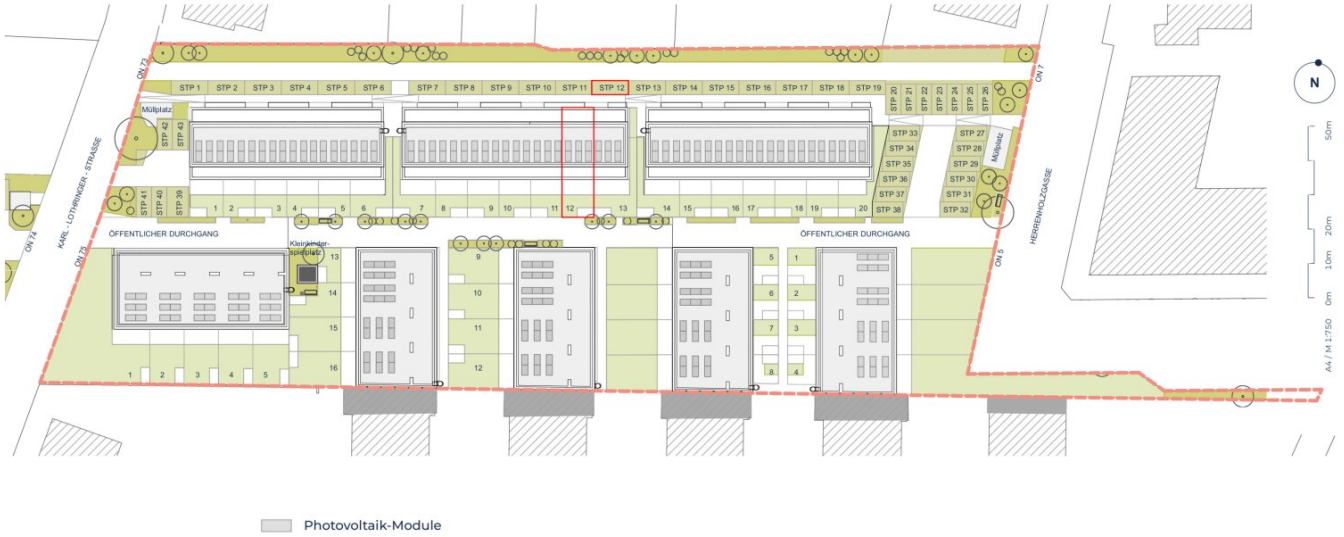 ON 73
ON 7
N
STP 1 STP 2 STP 3 STP 4 STP 5 STP 6 STP 7 STP 8 STP 9 STP 10 STP 11 STP 12 STP 13 STP 14 STP 15 STP 16 STP 17 STP 18 STP 19
STP 20
STP 21
STP 22
STP 23
STP 24
STP 25
STP 26
Müllplatz
STP 42
STP 43
STP 33
STP 34
STP 35
STP 36
STP 37
STP 38
STP 27
STP 28
STP 29
STP 30
STP 31
STP 32
Müllplatz
KARL - LOTHRINGER - STRASSE
HERRENHOLZGASSE
STP 41
STP 40
STP 39
1 2 3 4 5 6 7 8 9 10 11 12 13 14 15 16 17 18 19 20
ON 74
ON 75
ÖFFENTLICHER DURCHGANG
ÖFFENTLICHER DURCHGANG
ON 5
Kleinkinder-
spielplatz
13
14
15
16
9
10
11
12
5
6
7
8
1
2
3
4
1 2 3 4 5
50m
20m
10m
0m
A4 / M 1:750
Photovoltaik-Module